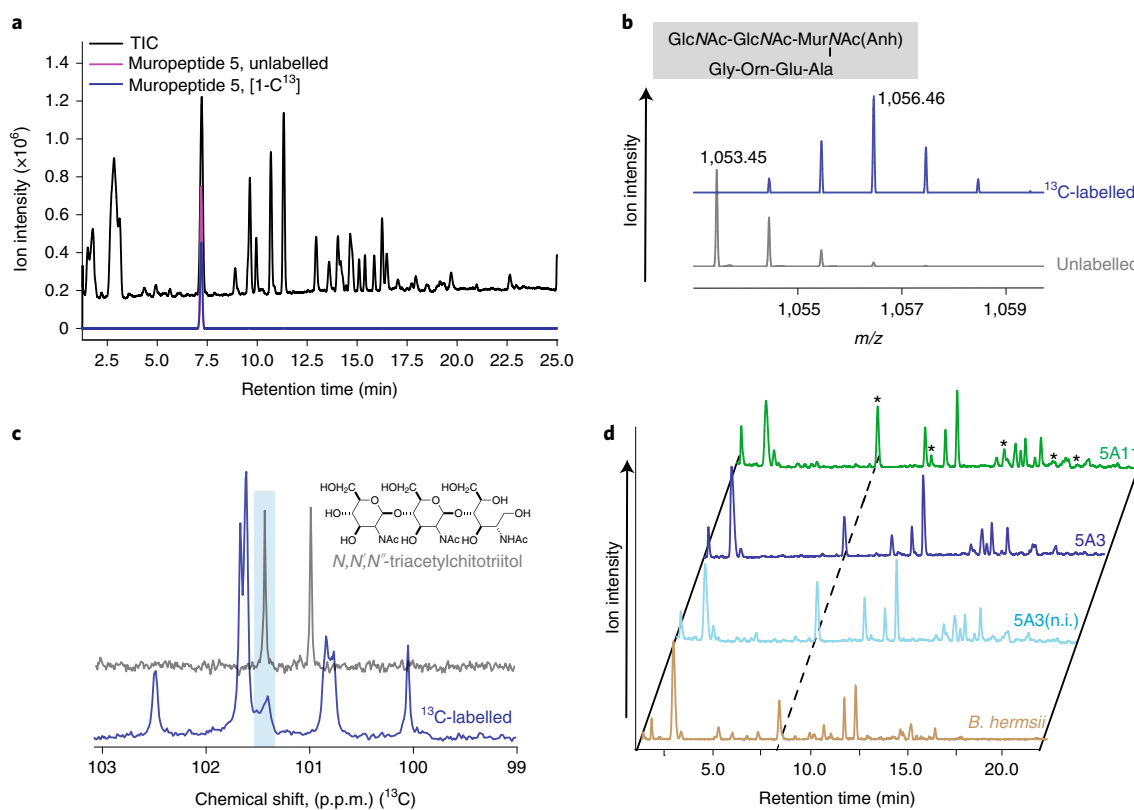 a
TIC
Muropeptide 5, unlabelled
Muropeptide 5, [1-C¹³]
1.4
1.2
1.0
0.8
0.6
0.4
0.2
0
Ion intensity (×10⁶)
2.5 5.0 7.5 10.0 12.5 15.0 17.5 20.0 22.5 25.0
Retention time (min)
b
GlcNAc-GlcNAc-MurNAc(Anh)
Gly-Orn-Glu-Ala
1,056.46
1,053.45
¹³C-labelled
Unlabelled
Ion intensity
1,055 1,057 1,059
m/z
c
HOH₂C HOH₂C HOH₂C
OH
O O
HO O O OH
HO HO HO
NAc NAc NHAc
N,N′,N″-triacetylchitotriitol
¹³C-labelled
103 102 101 100 99
Chemical shift, (p.p.m.) (¹³C)
d
* * * * *
5A11
5A3
5A3(n.i.)
B. hermsii
Ion intensity
5.0 10.0 15.0 20.0
Retention time (min)